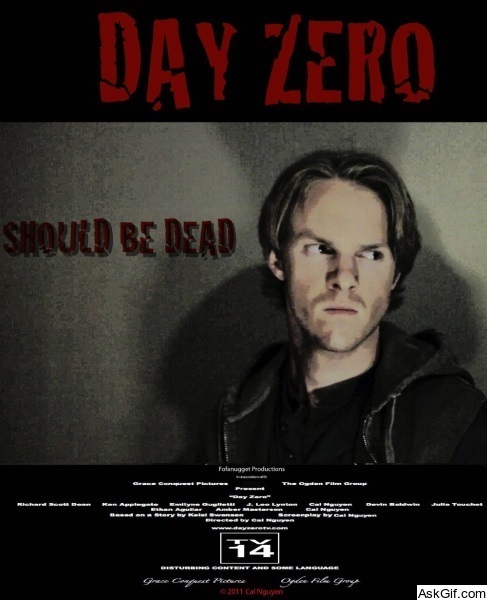 DAY ZERO
SHOULD BE DEAD
Fofanugget Productions
Grace Conquest Pictures The Ogden Film Group
Present
"Day Zero"
Richard Scott Dean Ken Applegate Emilyne Guglietti J. Leo Lynton Cal Nguyen Devin Baldwin Julie Touchet
Ethan Aguilar Amber Masterson Cal Nguyen
Based on a Story by Kelsi Swensen Screenplay by Cal Nguyen
Directed by Cal Nguyen
www.dayzerotv.com
TV
14
DISTURBING CONTENT AND SOME LANGUAGE
Grace Conquest Pictures Ogden Film Group
© 2011 Cal Nguyen
AskGif.com